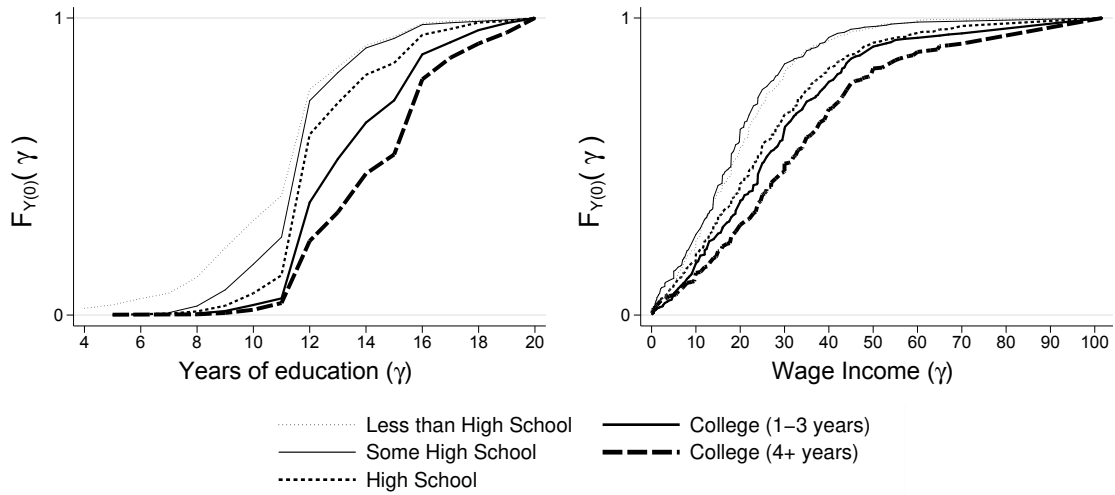 1
F_Y(0)( γ )
0
4 6 8 10 12 14 16 18 20
Years of education (γ)
1
F_Y(0)( γ )
0
0 10 20 30 40 50 60 70 80 90 100
Wage Income (γ)
Less than High School
Some High School
High School
College (1−3 years)
College (4+ years)